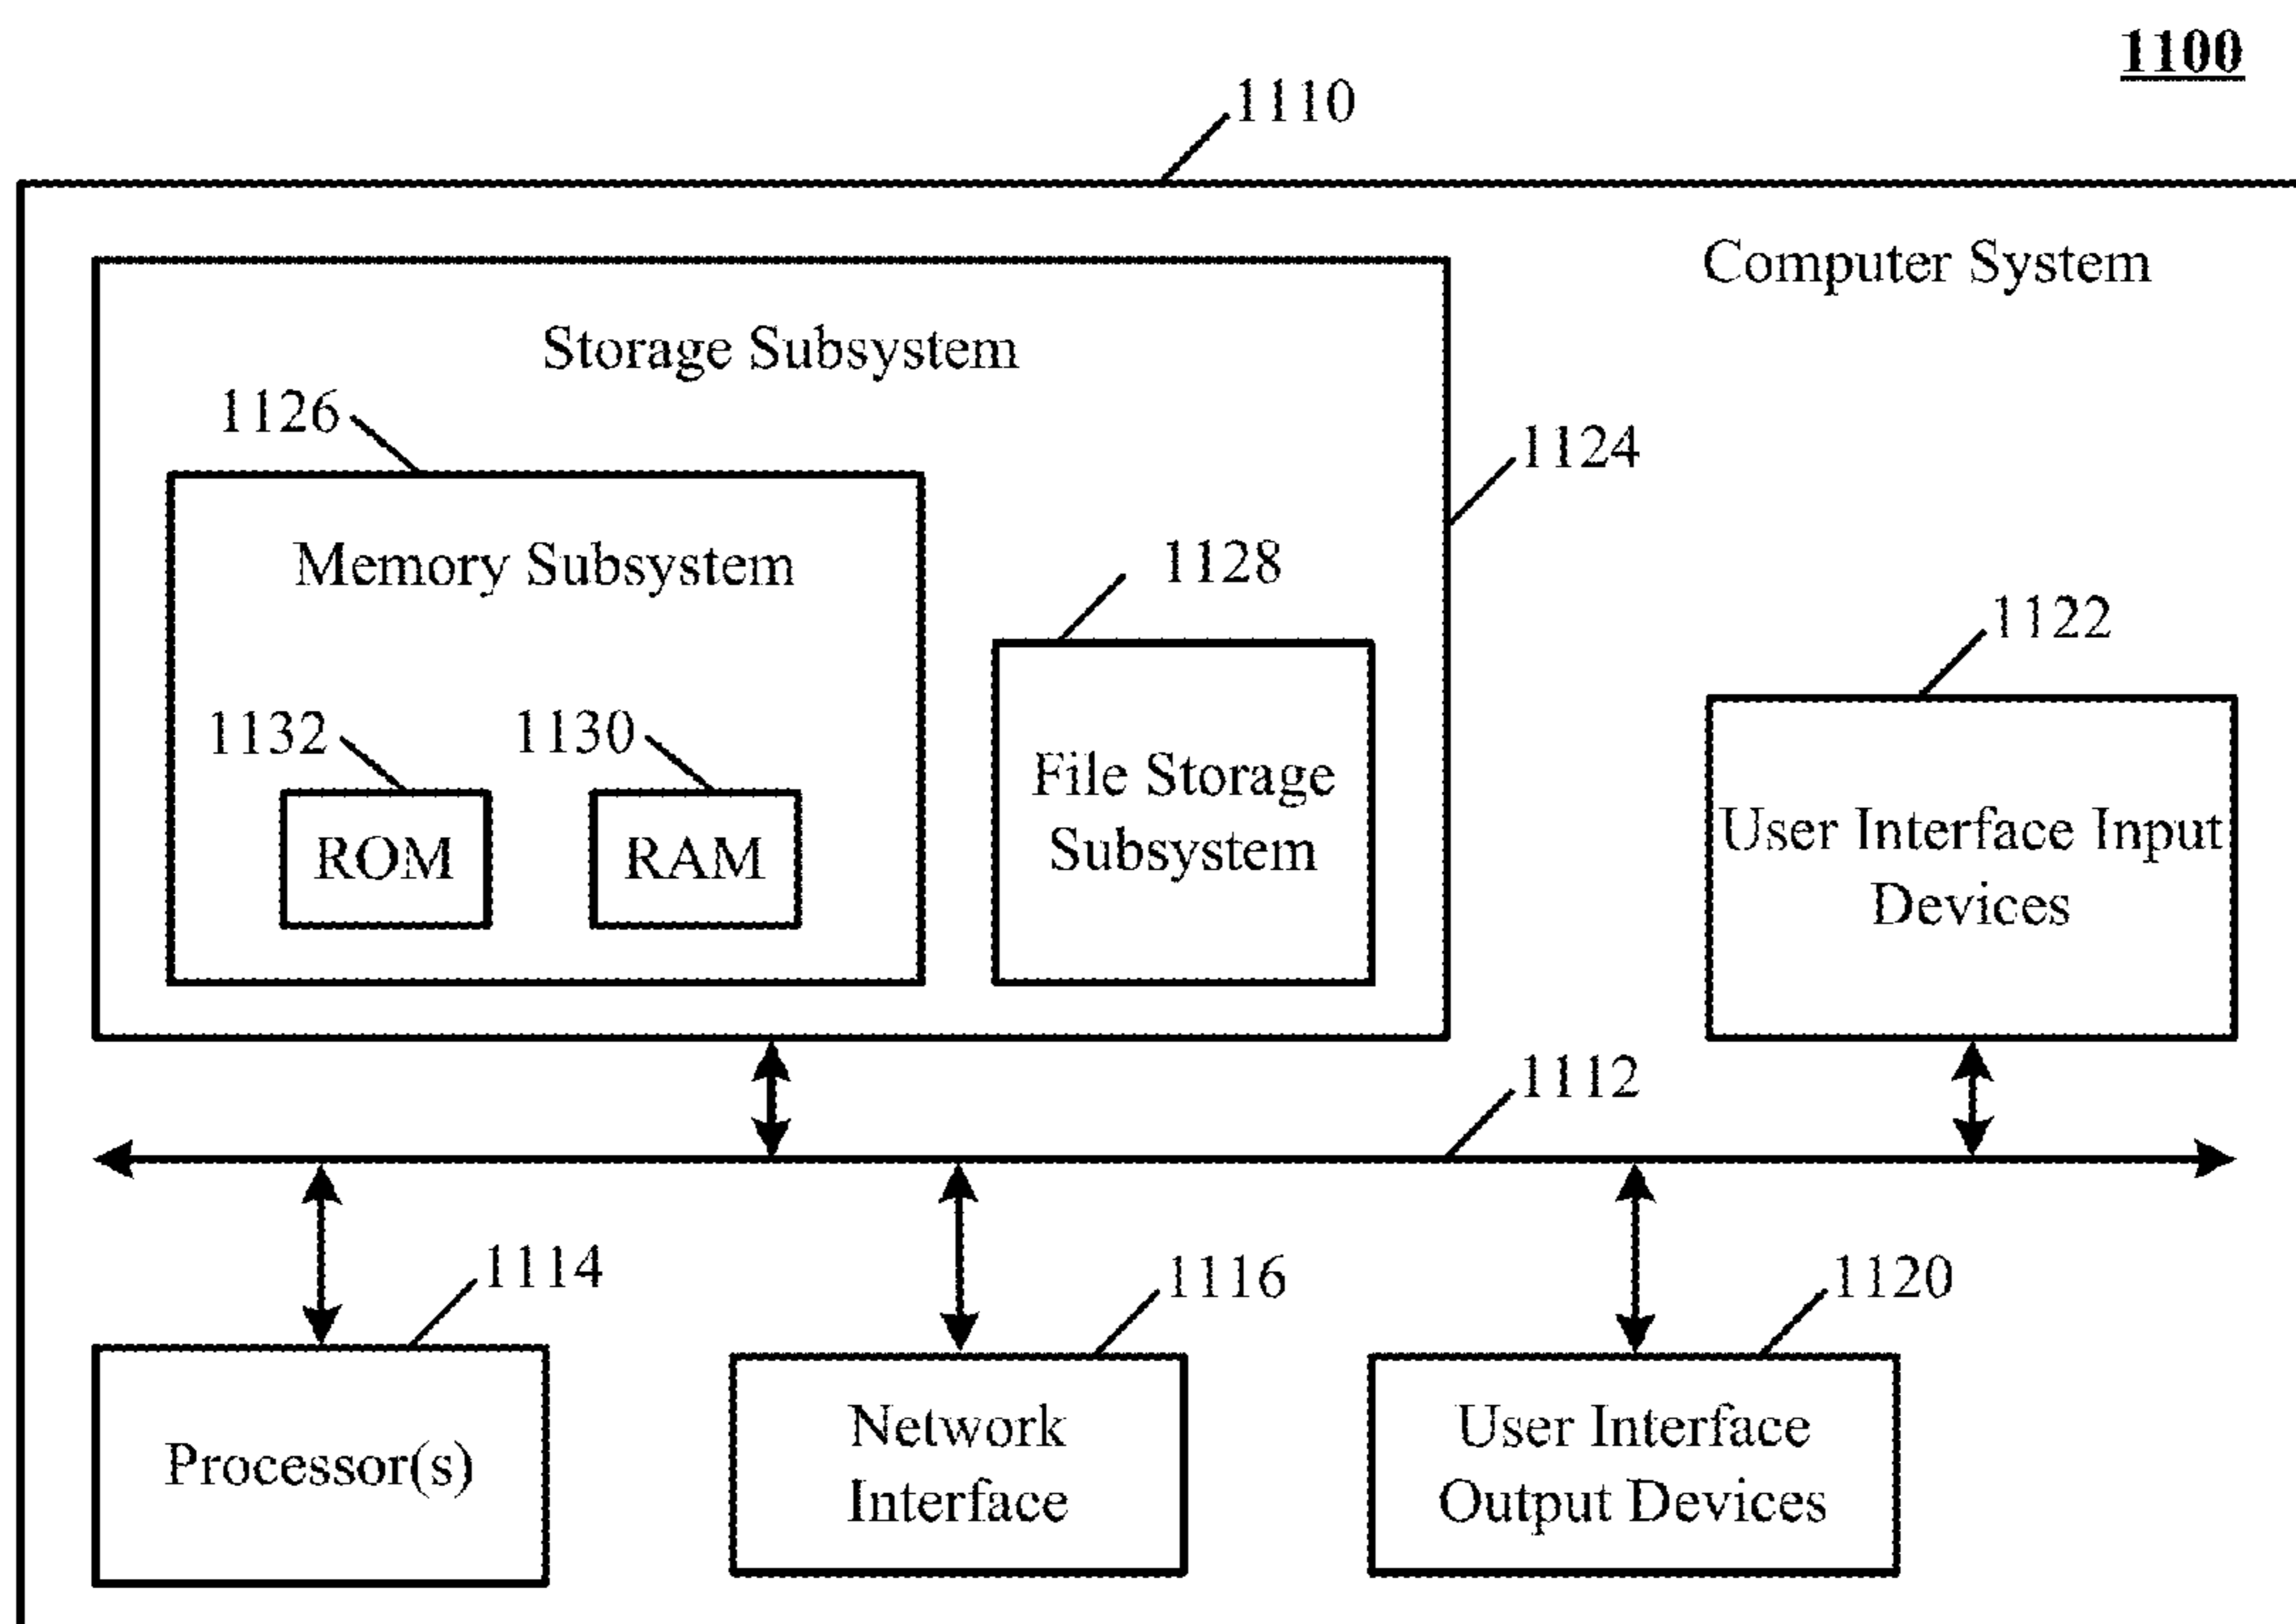 1100
1110
Computer System
Storage Subsystem
1126
1124
Memory Subsystem
1128
1122
1132
1130
File Storage
Subsystem
User Interface Input
Devices
ROM
RAM
1112
1114
1116
1120
Processor(s)
Network
Interface
User Interface
Output Devices